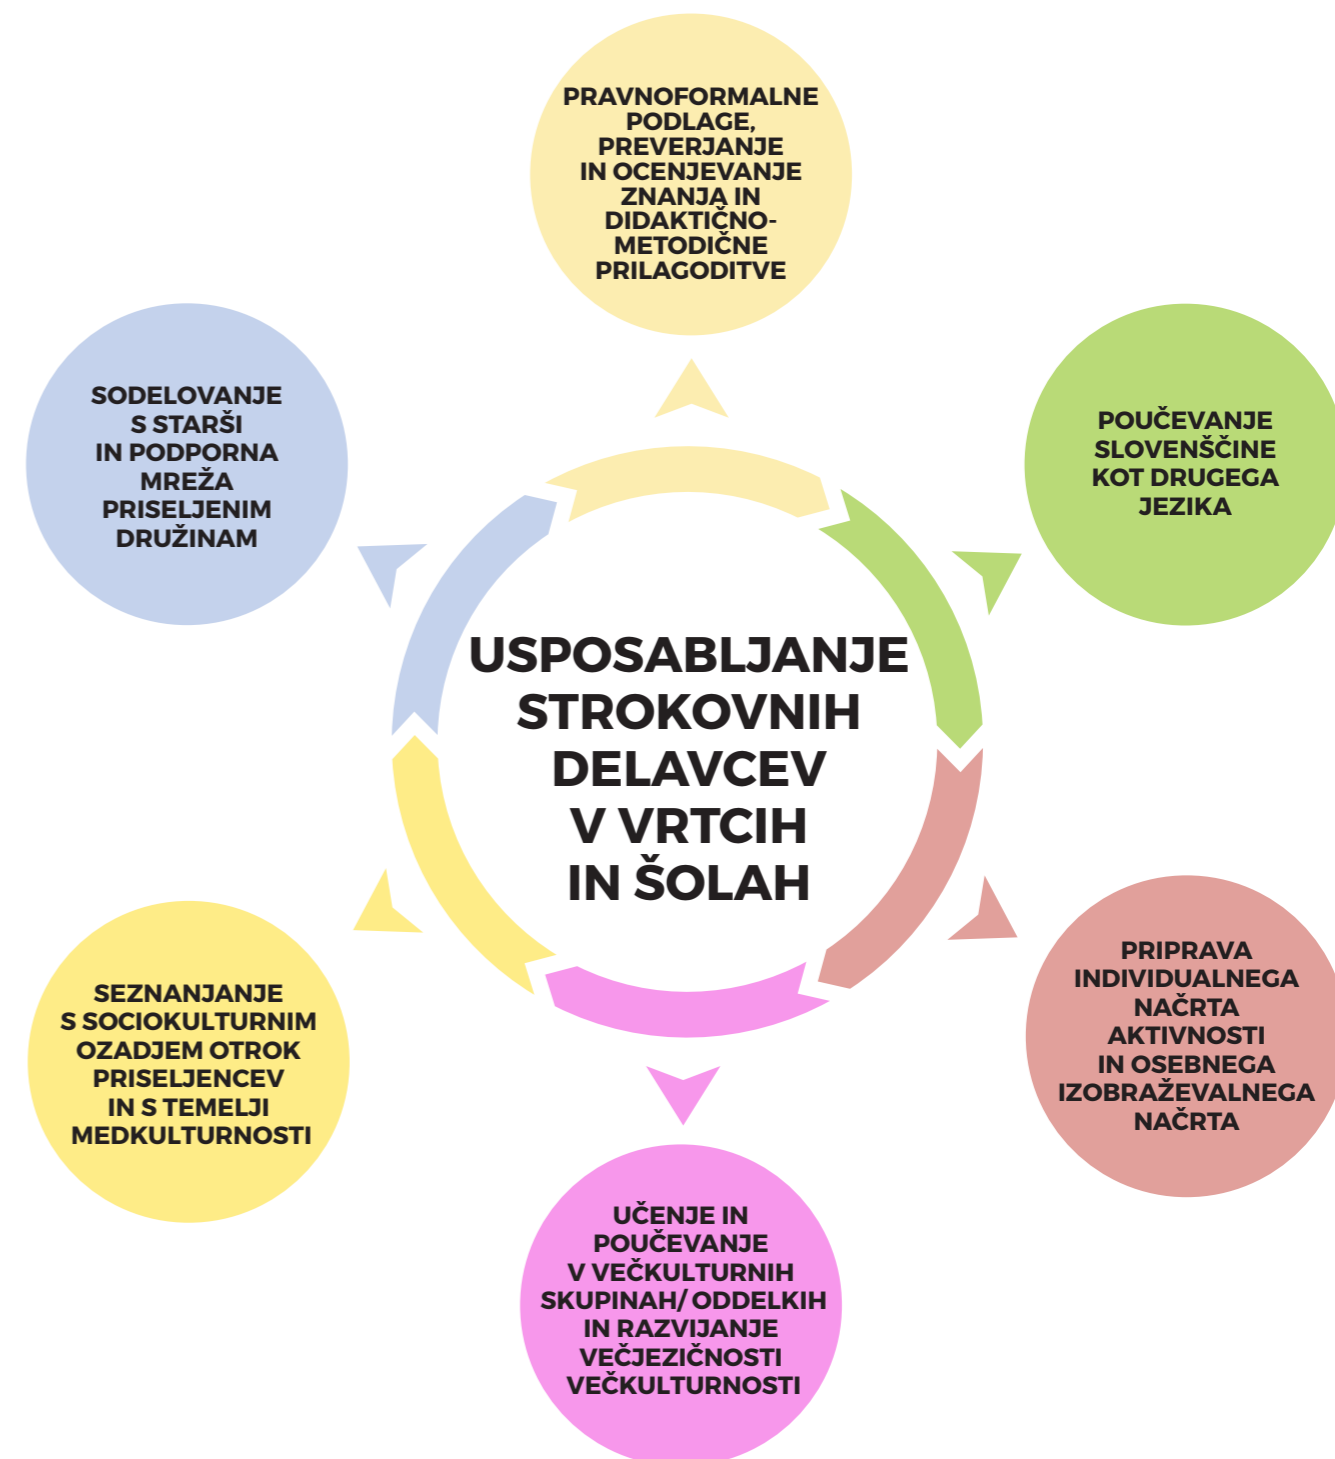 PRAVNOFORMALNE
PODLAGE,
PREVERJANJE
IN OCENJEVANJE
ZNANJA IN
DIDAKTIČNO-
METODIČNE
PRILAGODITVE
SODELOVANJE
S STARŠI
IN PODPORNA
MREŽA
PRISELJENIM
DRUŽINAM
POUČEVANJE
SLOVENŠČINE
KOT DRUGEGA
JEZIKA
USPOSABLJANJE
STROKOVNIH
DELAVCEV
V VRTCIH
IN ŠOLAH
SEZNANJANJE
S SOCIOKULTURNIM
OZADJEM OTROK
PRISELJENCEV
IN S TEMELJI
MEDKULTURNOSTI
PRIPRAVA
INDIVIDUALNEGA
NAČRTA
AKTIVNOSTI
IN OSEBNEGA
IZOBRAŽEVALNEGA
NAČRTA
UČENJE IN
POUČEVANJE
V VEČKULTURNIH
SKUPINAH/ ODDELKIH
IN RAZVIJANJE
VEČJEZIČNOSTI
VEČKULTURNOSTI